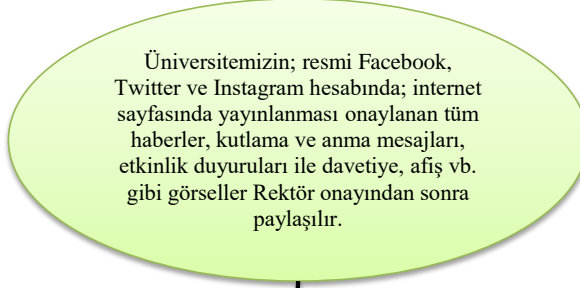 Üniversitemizin; resmi Facebook,
Twitter ve Instagram hesabında; internet
sayfasında yayınlanması onaylanan tüm
haberler, kutlama ve anma mesajları,
etkinlik duyuruları ile davetiye, afiş vb.
gibi görseller Rektör onayından sonra
paylaşılır.